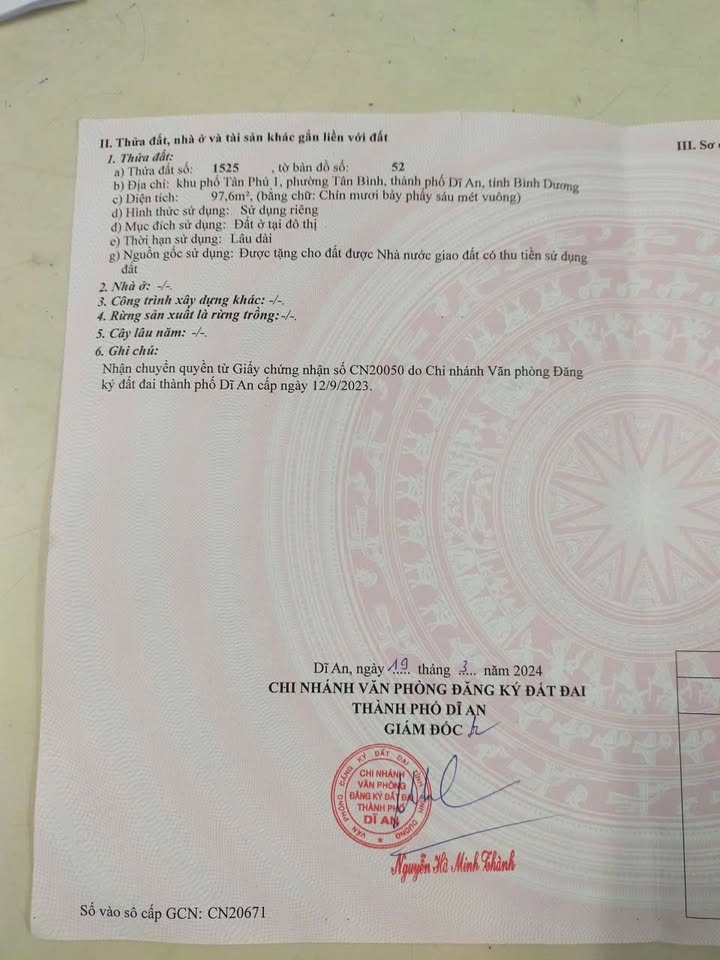 II. Thửa đất, nhà ở và tài sản khác gắn liền với đất
1. Thửa đất:
a) Thửa đất số: 1525 , tờ bản đồ số: 52
b) Địa chỉ: khu phố Tân Phú 1, phường Tân Bình, thành phố Dĩ An, tỉnh Bình Dương
c) Diện tích: 97,6m², (bằng chữ: Chín mươi bảy phẩy sáu mét vuông)
d) Hình thức sử dụng: Sử dụng riêng
đ) Mục đích sử dụng: Đất ở tại đô thị
e) Thời hạn sử dụng: Lâu dài
g) Nguồn gốc sử dụng: Được tặng cho đất được Nhà nước giao đất có thu tiền sử dụng
đất
2. Nhà ở: -/-.
3. Công trình xây dựng khác: -/-.
4. Rừng sản xuất là rừng trồng: -/-.
5. Cây lâu năm: -/-.
6. Ghi chú:
Nhận chuyển quyền từ Giấy chứng nhận số CN20050 do Chi nhánh Văn phòng Đăng
ký đất đai thành phố Dĩ An cấp ngày 12/9/2023.
III. Sơ
Dĩ An, ngày 19 tháng 3 năm 2024
CHI NHÁNH VĂN PHÒNG ĐĂNG KÝ ĐẤT ĐAI
THÀNH PHỐ DĨ AN
GIÁM ĐỐC
VĂN PHÒNG ĐĂNG KÝ ĐẤT ĐAI TỈNH BÌNH DƯƠNG
CHI NHÁNH
VĂN PHÒNG
ĐĂNG KÝ ĐẤT ĐAI
THÀNH PHỐ
DĨ AN
Nguyễn Hà Minh Thành
Số vào sổ cấp GCN: CN20671